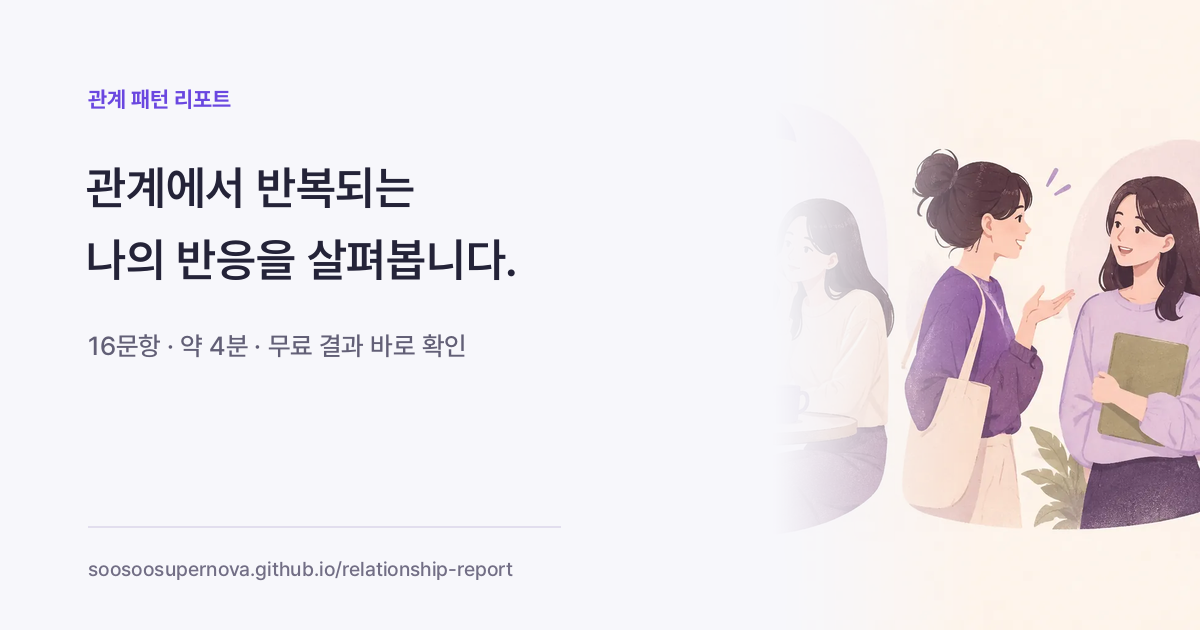 관계 패턴 리포트
관계에서 반복되는
나의 반응을 살펴봅니다.
16문항 · 약 4분 · 무료 결과 바로 확인
soosoosupernova.github.io/relationship-report